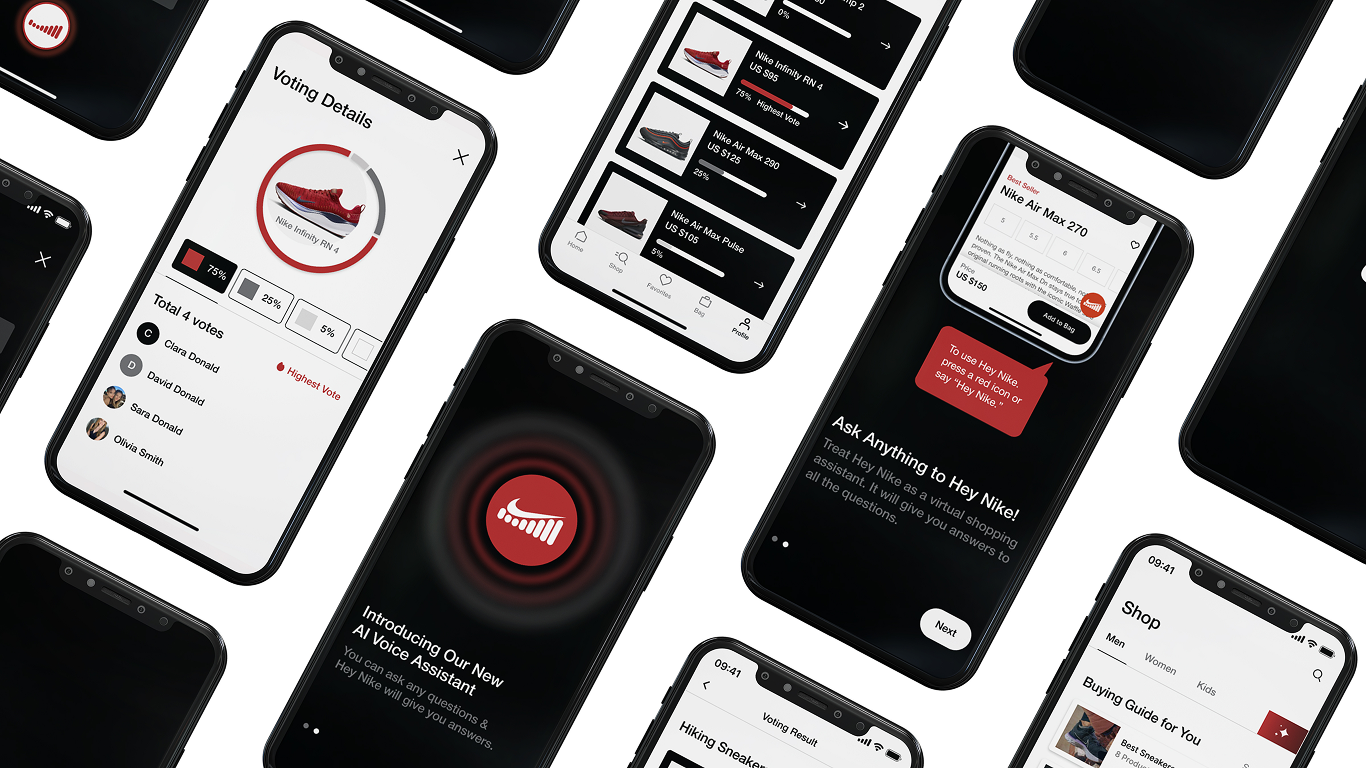 Voting Details
Nike Infinity RN 4
75%
25%
5%
Total 4 votes
Highest Vote
C
Clara Donald
D
David Donald
Sara Donald
Olivia Smith
Introducing Our New
AI Voice Assistant
You can ask any questions &
Hey Nike will give you answers.
0%
Nike Infinity RN 4
US $95
75%
Highest Vote
Nike Air Max 290
US $125
25%
Nike Air Max Pulse
US $105
5%
Home
Shop
Favorites
Bag
Profile
09:41
Voting Result
Hiking Sneaker
Best Seller
Nike Air Max 270
5
5.5
6
6.5
Nothing as fly, nothing as comfortable,
proven. The Nike Air Max Dn stays true
original running roots with the iconic Waffle
Price
US $150
Add to Bag
To use Hey Nike.
press a red icon or
say “Hey Nike.”
Ask Anything to Hey Nike!
Treat Hey Nike as a virtual shopping
assistant. It will give you answers to
all the questions.
Next
09:41
Shop
Men
Women
Kids
Buying Guide for You
Best Sneakers
8 Produc